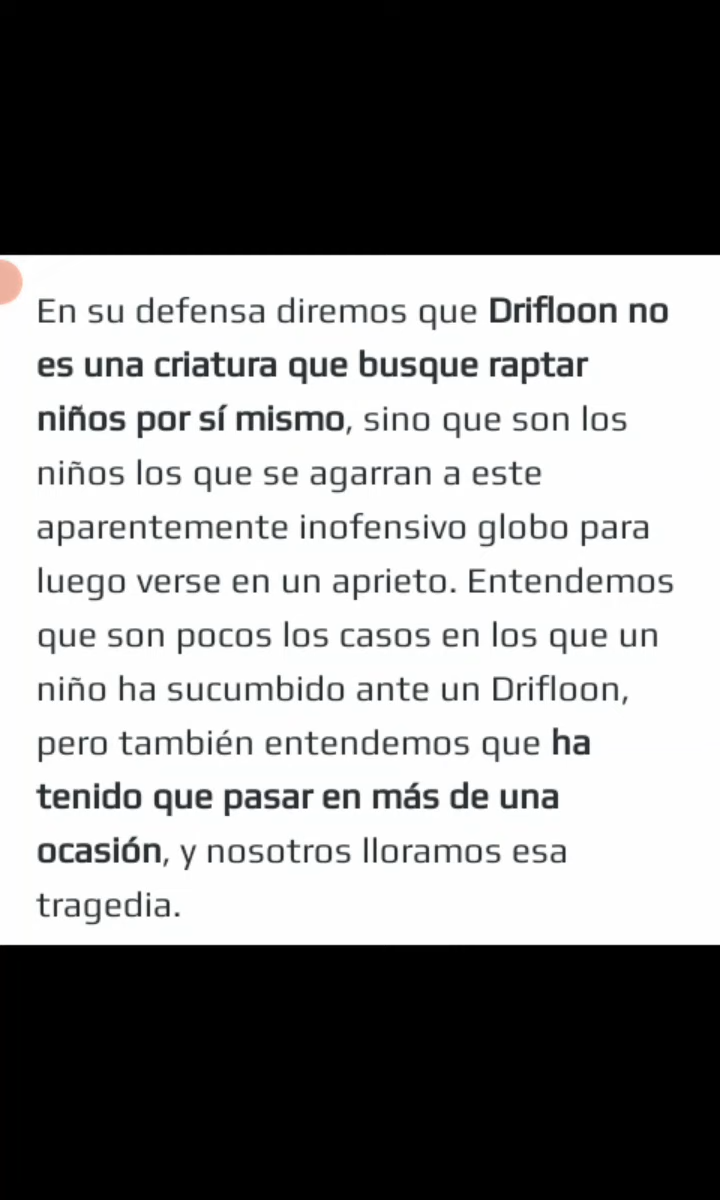 En su defensa diremos que Drifloon no
es una criatura que busque raptar
niños por sí mismo, sino que son los
niños los que se agarran a este
aparentemente inofensivo globo para
luego verse en un aprieto. Entendemos
que son pocos los casos en los que un
niño ha sucumbido ante un Drifloon,
pero también entendemos que ha
tenido que pasar en más de una
ocasión, y nosotros lloramos esa
tragedia.